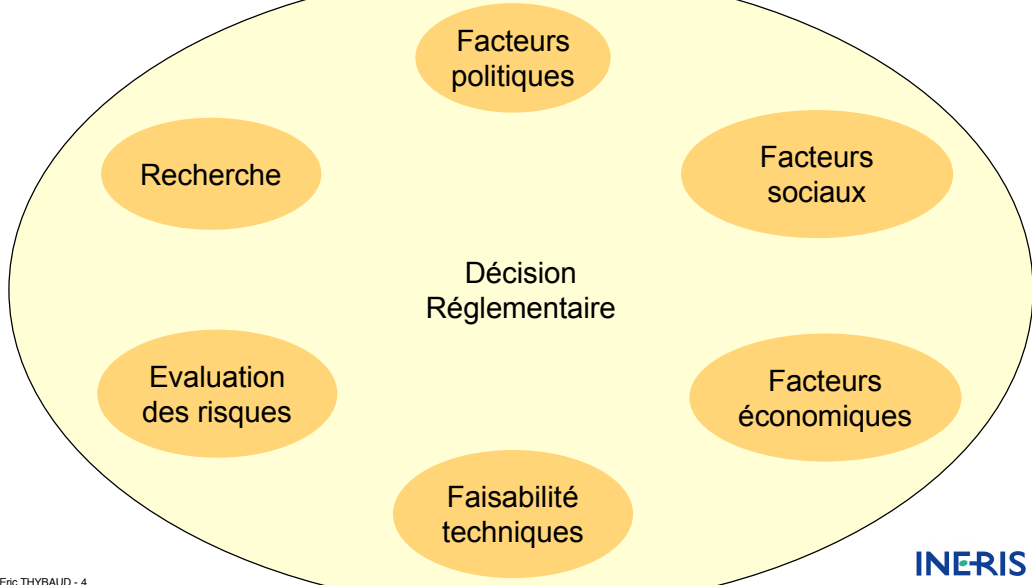 Facteurs
politiques
Recherche
Facteurs
sociaux
Décision
Réglementaire
Evaluation
des risques
Facteurs
économiques
Faisabilité
techniques
Eric THYBAUD - 4
INERIS